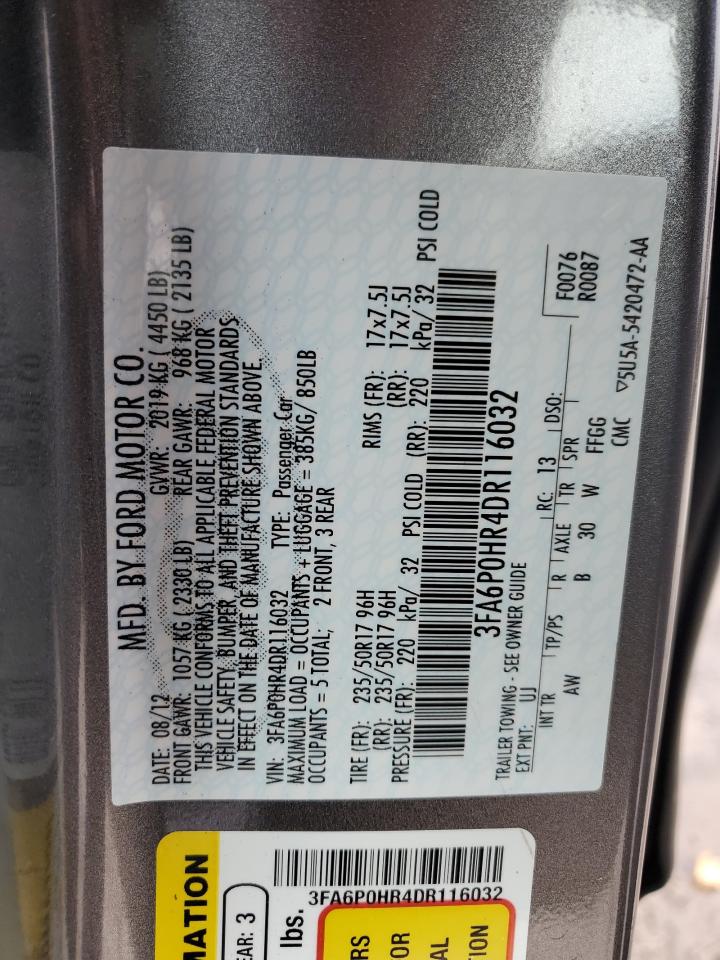 MFD. BY FORD MOTOR CO.
DATE: 08/12 GVWR: 2019 KG ( 4450 LB)
FRONT GAWR: 1057 KG ( 2330 LB) REAR GAWR: 968 KG ( 2135 LB)
THIS VEHICLE CONFORMS TO ALL APPLICABLE FEDERAL MOTOR
VEHICLE SAFETY, BUMPER, AND THEFT PREVENTION STANDARDS
IN EFFECT ON THE DATE OF MANUFACTURE SHOWN ABOVE.
VIN: 3FA6P0HR4DR116032 TYPE: Passenger Car
MAXIMUM LOAD = OCCUPANTS + LUGGAGE = 385KG/ 850LB
OCCUPANTS = 5 TOTAL; 2 FRONT, 3 REAR
TIRE (FR): 235/50R17 96H RIMS (FR): 17x7.5J
(RR): 235/50R17 96H (RR): 17x7.5J
PRESSURE (FR): 220 kPa/ 32 PSI COLD (RR): 220 kPa/ 32 PSI COLD
3FA6P0HR4DR116032
TRAILER TOWING - SEE OWNER GUIDE
EXT PNT: UJ RC: 13 DSO: F0076
R0087
INT TR TP/PS R AXLE TR SPR
AW B 30 W FFGG
CMC ▽5U5A-5420472-AA
MATION
EAR: 3
lbs.
3FA6P0HR4DR116032
RS
OR
AL
TION